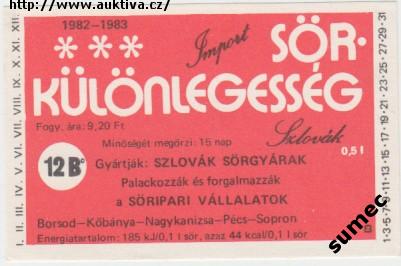 http://www.auktiva.cz/
1982-1983
***
Import
SÖR-
KÜLÖNLEGESSÉG
Fogy. ára: 9,20 Ft
Szlovák
Minőségét megőrzi: 15 nap
0,5 l
12 B°
Gyártják: SZLOVÁK SÖRGYÁRAK
Palackozzák és forgalmazzák
a SÖRIPARI VÁLLALATOK
Borsod-Kőbánya-Nagykanizsa-Pécs-Sopron
Energiatartalom: 185 kJ/0,1 l sör, azaz 44 kcal/0,1 l sör
I. II. III. IV. V. VI. VII. VIII. IX. X. XI. XII.
1-3-5-7-9-11-13-15-17-19-21-23-25-27-29-31
sumec